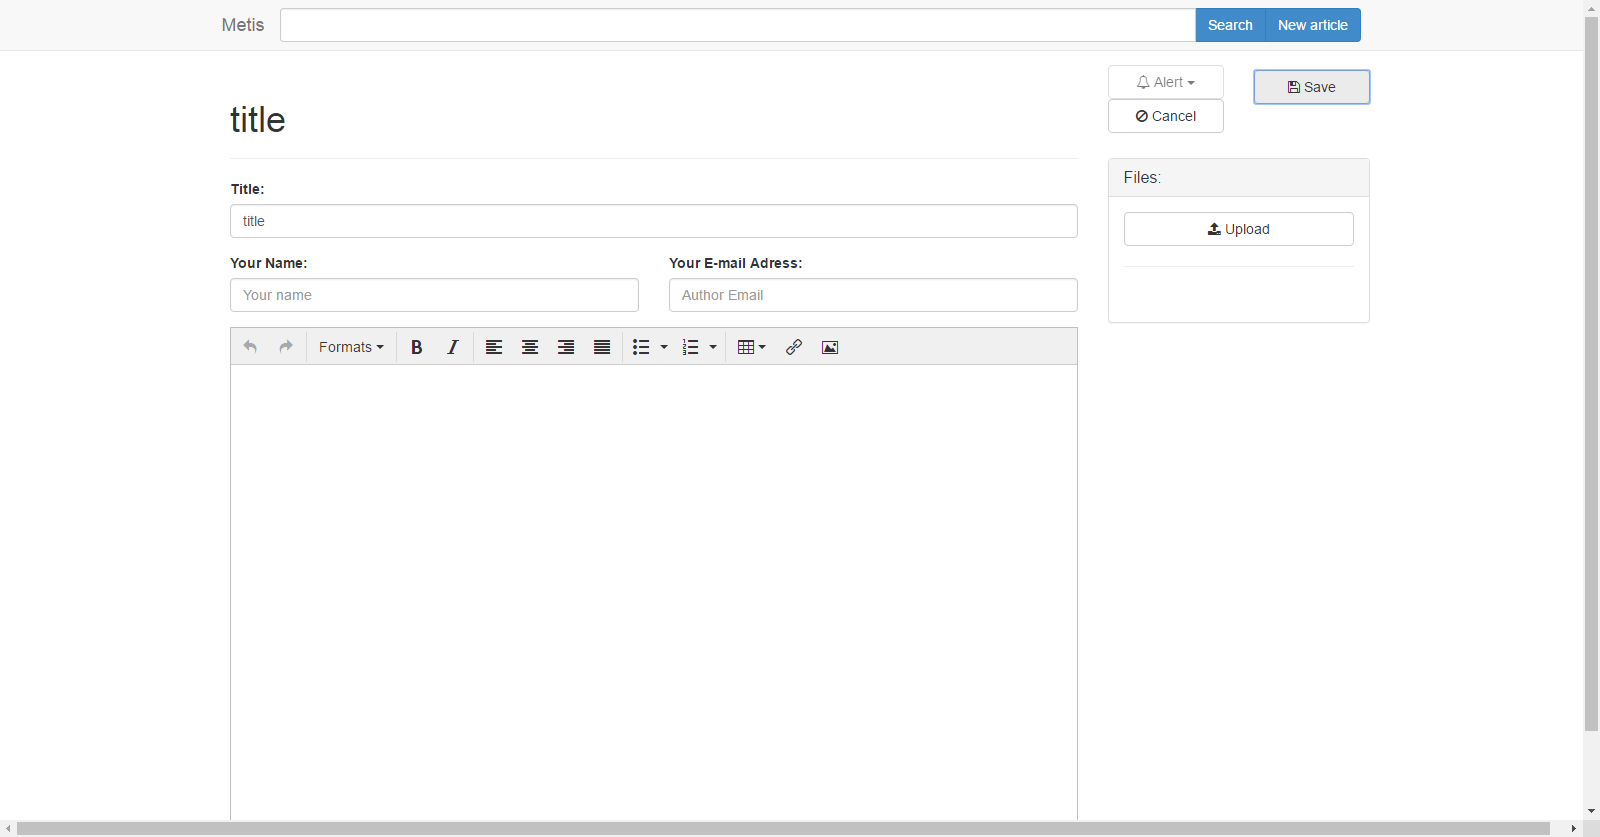 Metis
Search
New article
Alert
Save
Cancel
title
Title:
title
Your Name:
Your E-mail Adress:
Your name
Author Email
Formats
B
I
Files:
Upload